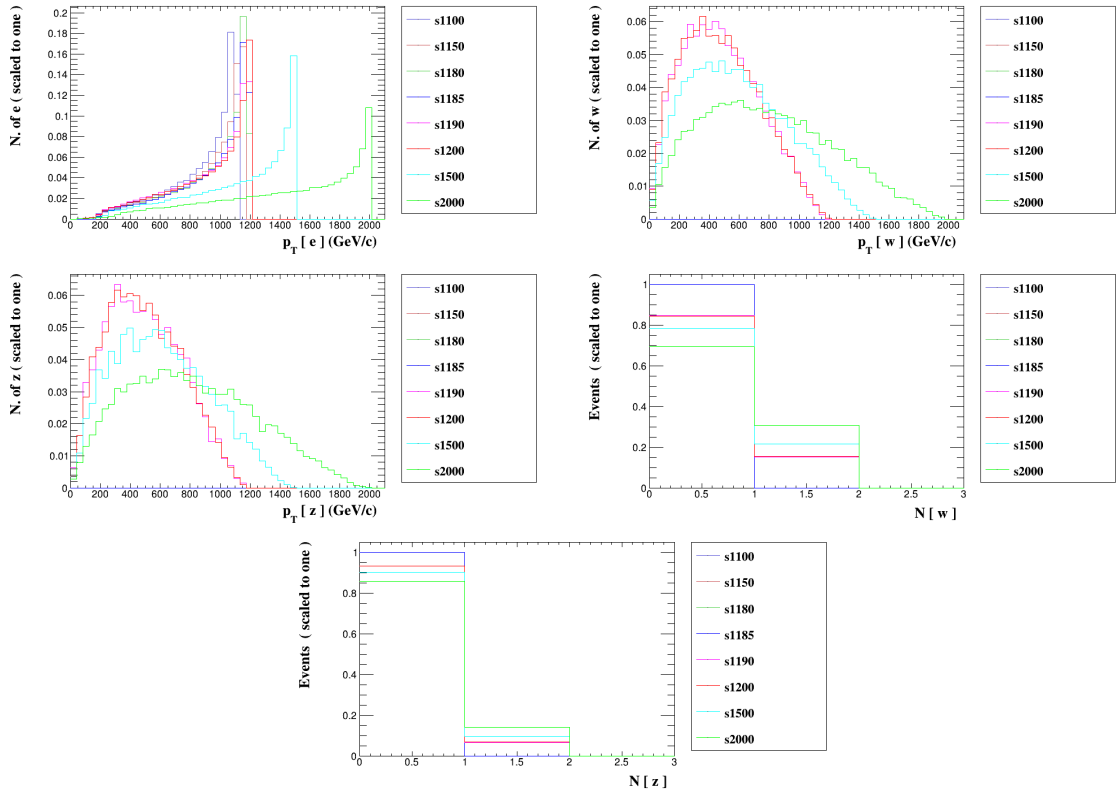 N. of e ( scaled to one )
0.2
0.18
0.16
0.14
0.12
0.1
0.08
0.06
0.04
0.02
0
0 200 400 600 800 1000 1200 1400 1600 1800 2000
p_T [ e ] (GeV/c)
s1100
s1150
s1180
s1185
s1190
s1200
s1500
s2000
N. of w ( scaled to one )
0.06
0.05
0.04
0.03
0.02
0.01
0
0 200 400 600 800 1000 1200 1400 1600 1800 2000
p_T [ w ] (GeV/c)
s1100
s1150
s1180
s1185
s1190
s1200
s1500
s2000
N. of z ( scaled to one )
0.06
0.05
0.04
0.03
0.02
0.01
0
0 200 400 600 800 1000 1200 1400 1600 1800 2000
p_T [ z ] (GeV/c)
s1100
s1150
s1180
s1185
s1190
s1200
s1500
s2000
Events ( scaled to one )
1
0.8
0.6
0.4
0.2
0
0 0.5 1 1.5 2 2.5 3
N [ w ]
s1100
s1150
s1180
s1185
s1190
s1200
s1500
s2000
Events ( scaled to one )
1
0.8
0.6
0.4
0.2
0
0 0.5 1 1.5 2 2.5 3
N [ z ]
s1100
s1150
s1180
s1185
s1190
s1200
s1500
s2000